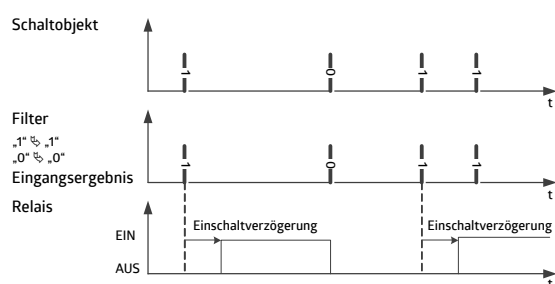 Schaltobjekt
1 0 1 1
t
Filter
„1“ ⇘ „1“
„0“ ⇘ „0“
Eingangsergebnis
1 0 1 1
t
Relais
EIN
Einschaltverzögerung Einschaltverzögerung
AUS
t